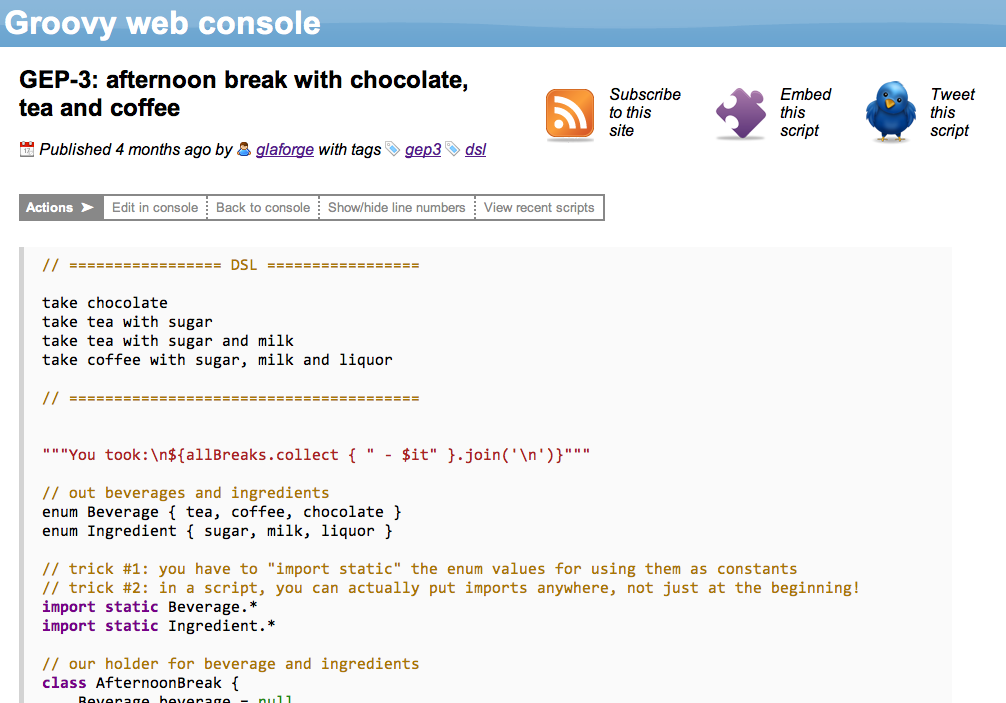 Groovy web console
GEP-3: afternoon break with chocolate,
tea and coffee
Published 4 months ago by glaforge with tags gep3 dsl
Subscribe
to this
site
Embed
this
script
Tweet
this
script
Actions ➤ Edit in console Back to console Show/hide line numbers View recent scripts
// ================= DSL =================
take chocolate
take tea with sugar
take tea with sugar and milk
take coffee with sugar, milk and liquor
// =======================================
"""You took:\n${allBreaks.collect { " - $it" }.join('\n')}"""
// out beverages and ingredients
enum Beverage { tea, coffee, chocolate }
enum Ingredient { sugar, milk, liquor }
// trick #1: you have to "import static" the enum values for using them as constants
// trick #2: in a script, you can actually put imports anywhere, not just at the beginning!
import static Beverage.*
import static Ingredient.*
// our holder for beverage and ingredients
class AfternoonBreak {
Beverage beverage = null